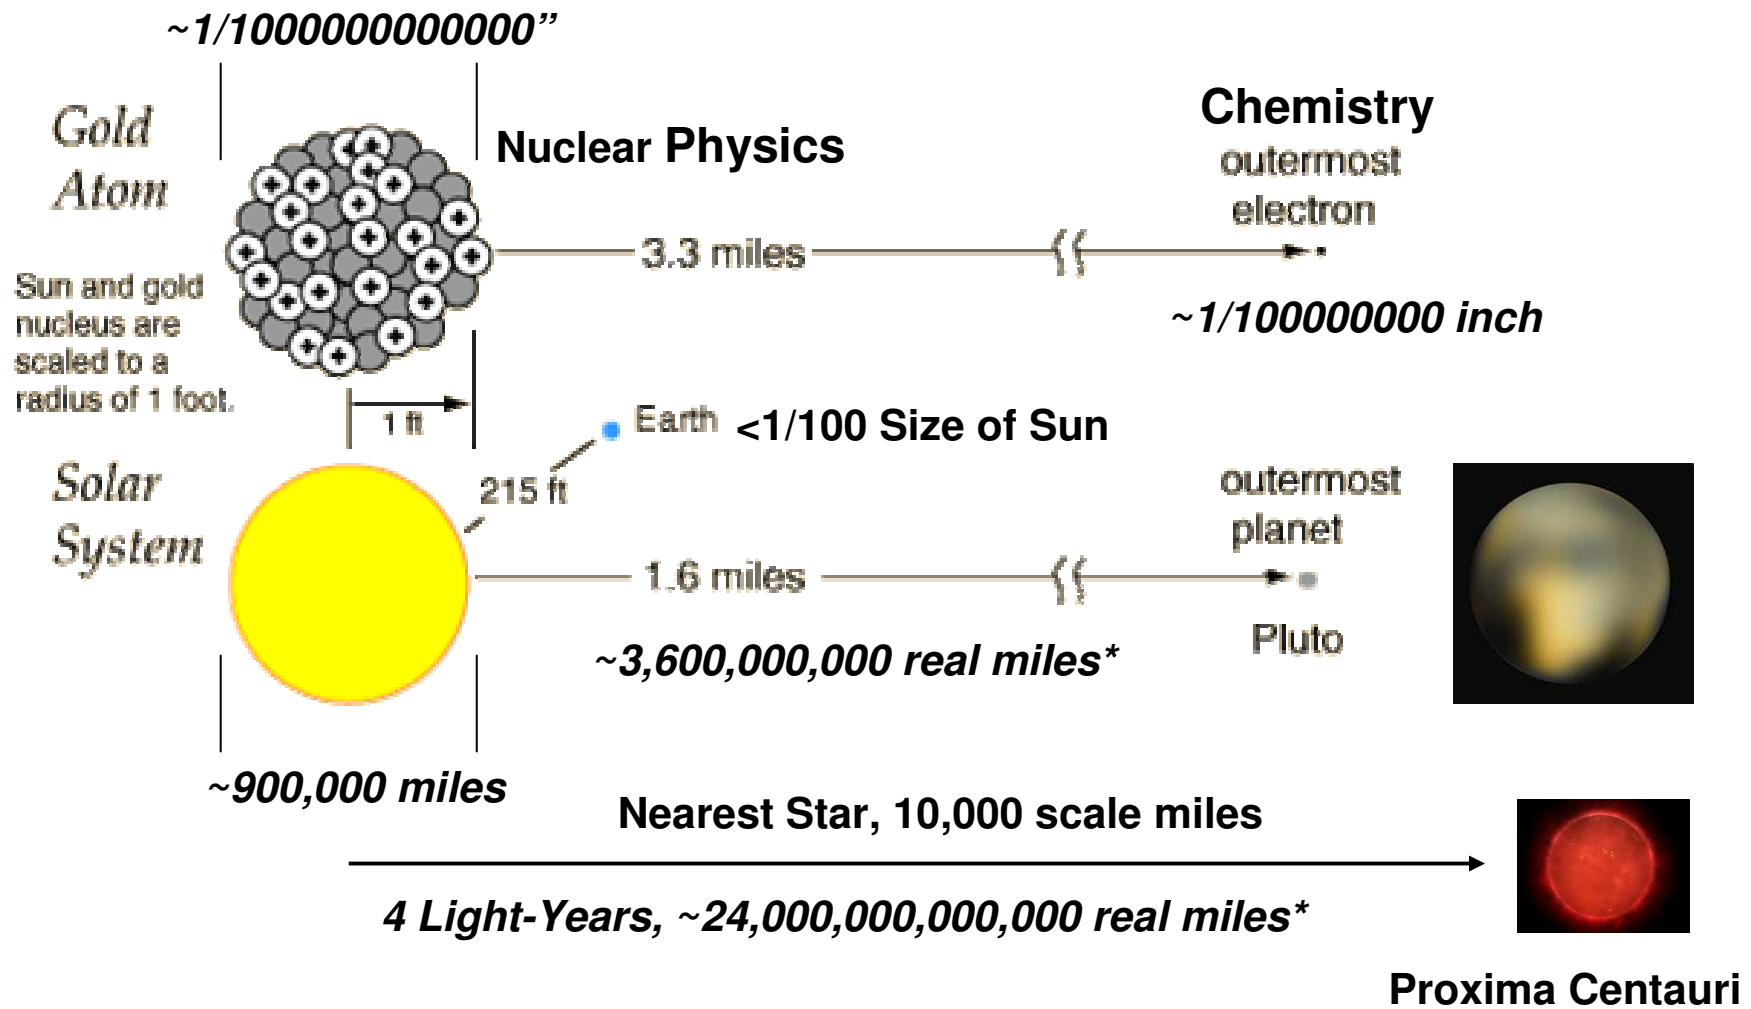 ~1/1000000000000”
Gold
Atom
Nuclear Physics
Chemistry
outermost
electron
3.3 miles
~1/100000000 inch
Sun and gold
nucleus are
scaled to a
radius of 1 foot.
1 ft
Earth <1/100 Size of Sun
215 ft
Solar
System
outermost
planet
1.6 miles
Pluto
~3,600,000,000 real miles*
~900,000 miles
Nearest Star, 10,000 scale miles
4 Light-Years, ~24,000,000,000,000 real miles*
Proxima Centauri